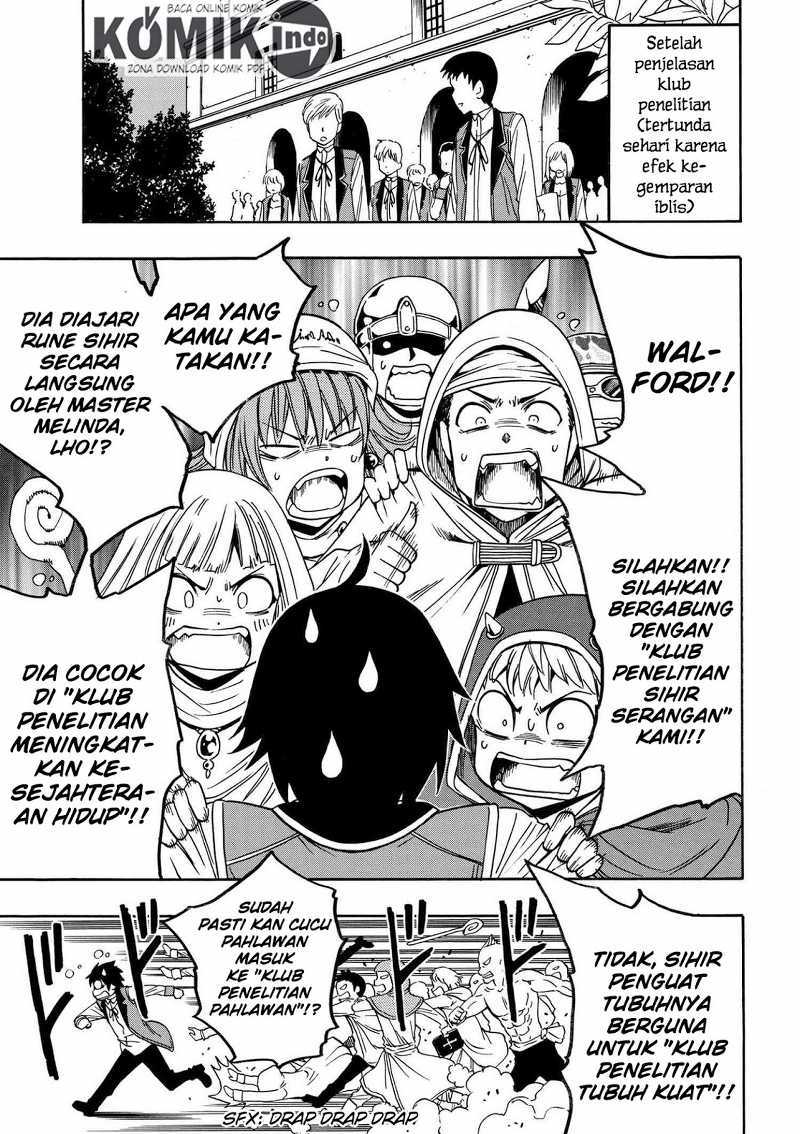 BACA ONLINE KOMIK
KOMIK.indo
ZONA DOWNLOAD KOMIK PDF
Setelah
penjelasan
klub
penelitian
(tertunda
sehari karena
efek ke-
gemparan
iblis)
WAL-
FORD!!
APA YANG
KAMU KA-
TAKAN!!
DIA DIAJARI
RUNE SIHIR
SECARA
LANGSUNG
OLEH MASTER
MELINDA,
LHO!?
SILAHKAN!!
SILAHKAN
BERGABUNG
DENGAN
"KLUB
PENELITIAN
SIHIR
SERANGAN"
KAMI!!
DIA COCOK
DI "KLUB
PENELITIAN
MENINGKAT-
KAN KE-
SEJAHTERA-
AN HIDUP"!!
TIDAK, SIHIR
PENGUAT
TUBUHNYA
BERGUNA
UNTUK "KLUB
PENELITIAN
TUBUH KUAT"!!
SUDAH
PASTI KAN CUCU
PAHLAWAN
MASUK
KE "KLUB
PENELITIAN
PAHLAWAN"!?
ドドド
SFX: DRAP DRAP DRAP